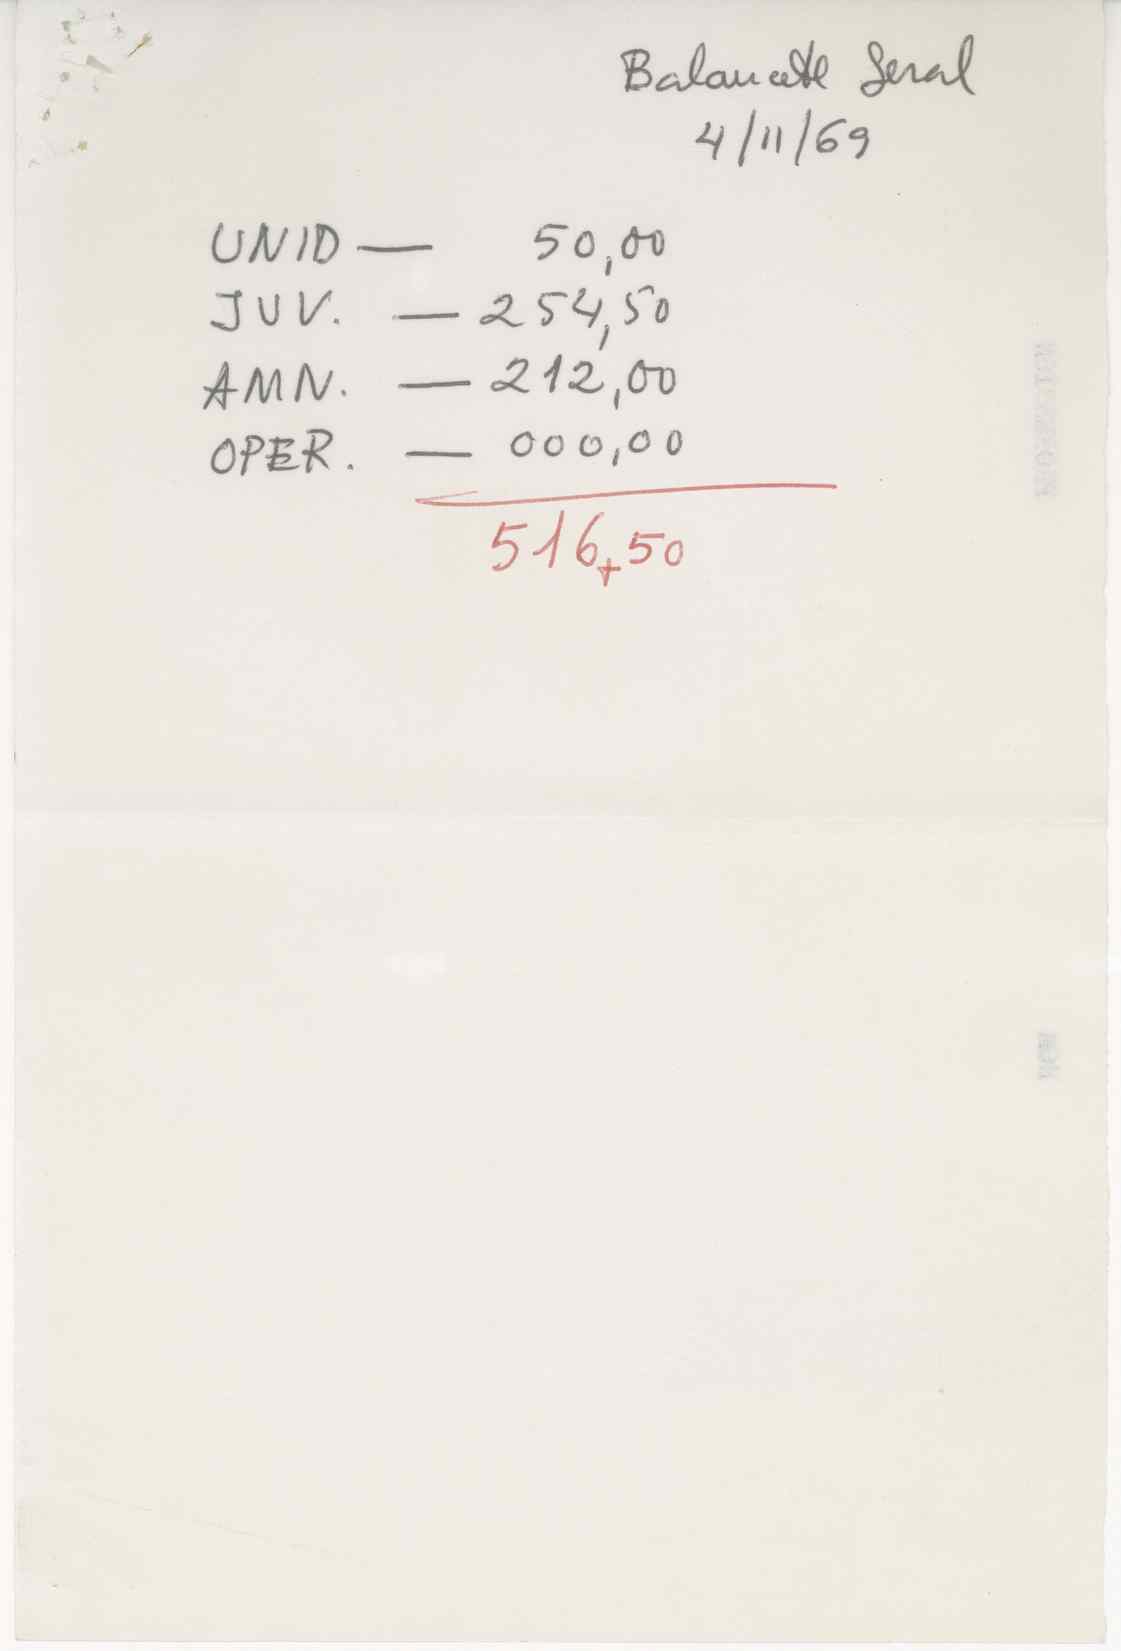 Balancete Geral
4/11/69
UNID — 50,00
JUV. — 254,50
AMN. — 212,00
OPER. — 000,00
516,50